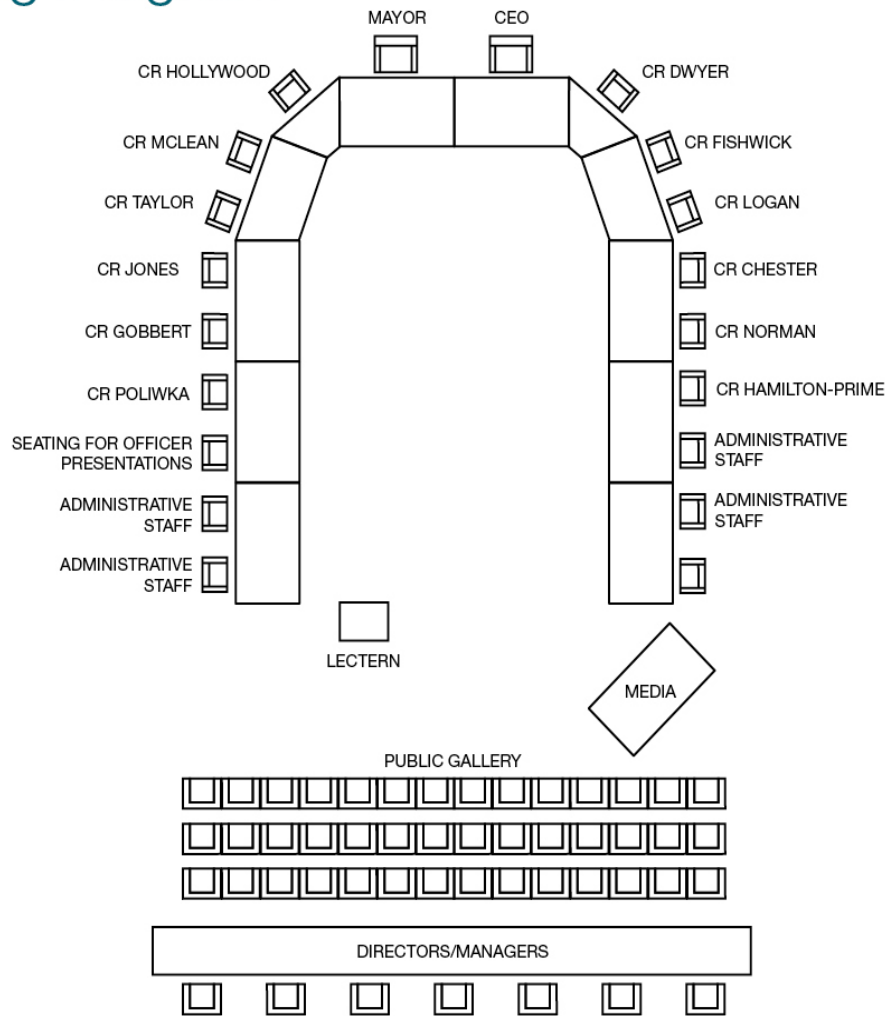 MAYOR
CEO
CR HOLLYWOOD
CR DWYER
CR MCLEAN
CR FISHWICK
CR TAYLOR
CR LOGAN
CR JONES
CR CHESTER
CR GOBBERT
CR NORMAN
CR POLIWKA
CR HAMILTON-PRIME
SEATING FOR OFFICER
PRESENTATIONS
ADMINISTRATIVE
STAFF
ADMINISTRATIVE
STAFF
ADMINISTRATIVE
STAFF
ADMINISTRATIVE
STAFF
LECTERN
MEDIA
PUBLIC GALLERY
DIRECTORS/MANAGERS